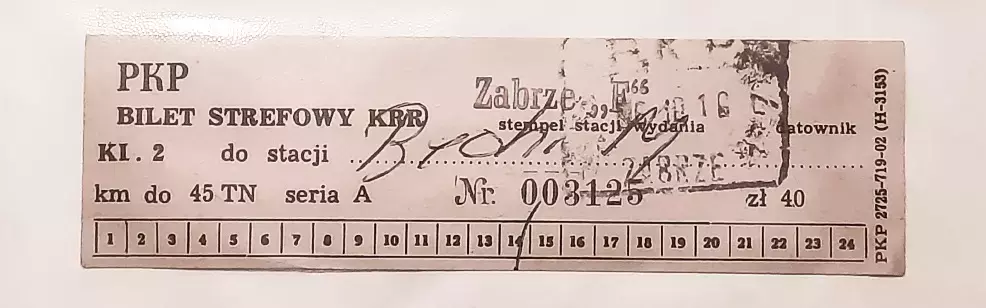 PKP
Zabrze „F“
BILET STREFOWY KRR
stempel stacji wydania datownik
Kl. 2 do stacji
ZABRZE
km do 45 TN seria A Nr. 003125 zł 40
1 2 3 4 5 6 7 8 9 10 11 12 13 14 15 16 17 18 19 20 21 22 23 24
PKP 2725-719-02 (H-3153)